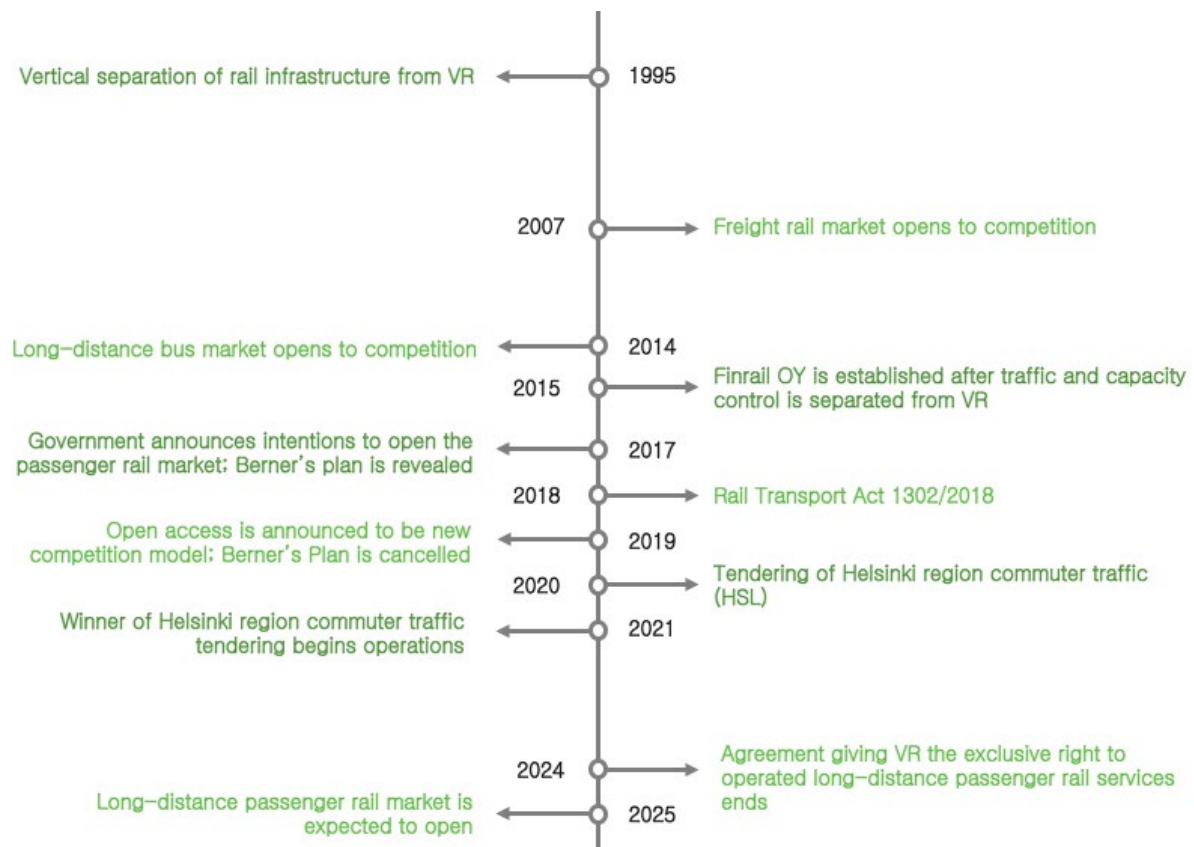 Vertical separation of rail infrastructure from VR
1995
2007
Freight rail market opens to competition
Long-distance bus market opens to competition
2014
2015
Finrail OY is established after traffic and capacity
control is separated from VR
Government announces intentions to open the
passenger rail market; Berner's plan is revealed
2017
2018
Rail Transport Act 1302/2018
Open access is announced to be new
competition model; Berner's Plan is cancelled
2019
2020
Tendering of Helsinki region commuter traffic
(HSL)
Winner of Helsinki region commuter traffic
tendering begins operations
2021
2024
Agreement giving VR the exclusive right to
operated long-distance passenger rail services
ends
Long-distance passenger rail market is
expected to open
2025